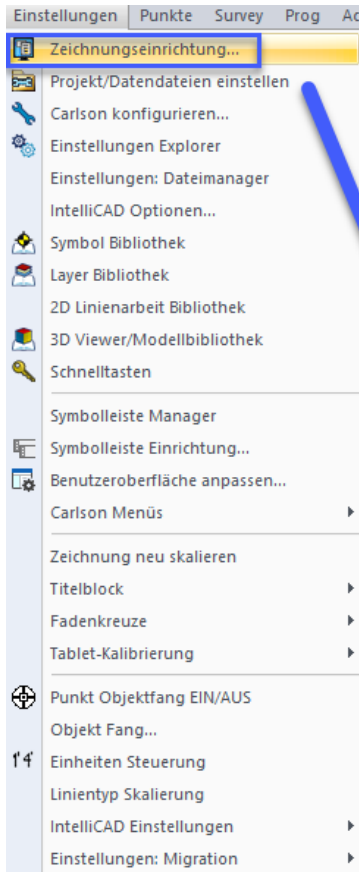 Einstellungen Punkte Survey Prog
Zeichnungseinrichtung...
Projekt/Datendateien einstellen
Carlson konfigurieren...
Einstellungen Explorer
Einstellungen: Dateimanager
IntelliCAD Optionen...
Symbol Bibliothek
Layer Bibliothek
2D Linienarbeit Bibliothek
3D Viewer/Modellbibliothek
Schnelltasten
Symbolleiste Manager
Symbolleiste Einrichtung...
Benutzeroberfläche anpassen...
Carlson Menüs
Zeichnung neu skalieren
Titelblock
Fadenkreuze
Tablet-Kalibrierung
Punkt Objektfang EIN/AUS
Objekt Fang...
1'4' Einheiten Steuerung
Linientyp Skalierung
IntelliCAD Einstellungen
Einstellungen: Migration